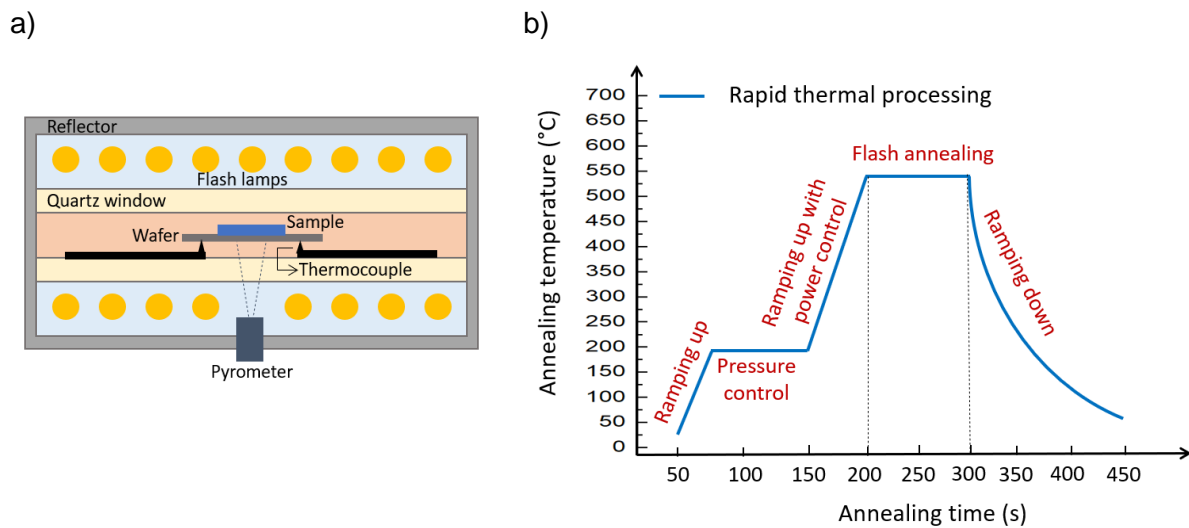 a)
Reflector
Flash lamps
Quartz window
Sample
Wafer
Thermocouple
Pyrometer
b)
Rapid thermal processing
Annealing temperature (°C)
700
650
600
550
500
450
400
350
300
250
200
150
100
50
0
Flash annealing
Ramping up with
power control
Ramping down
Ramping up
Pressure
control
50 100 150 200 300 350 400 450
Annealing time (s)